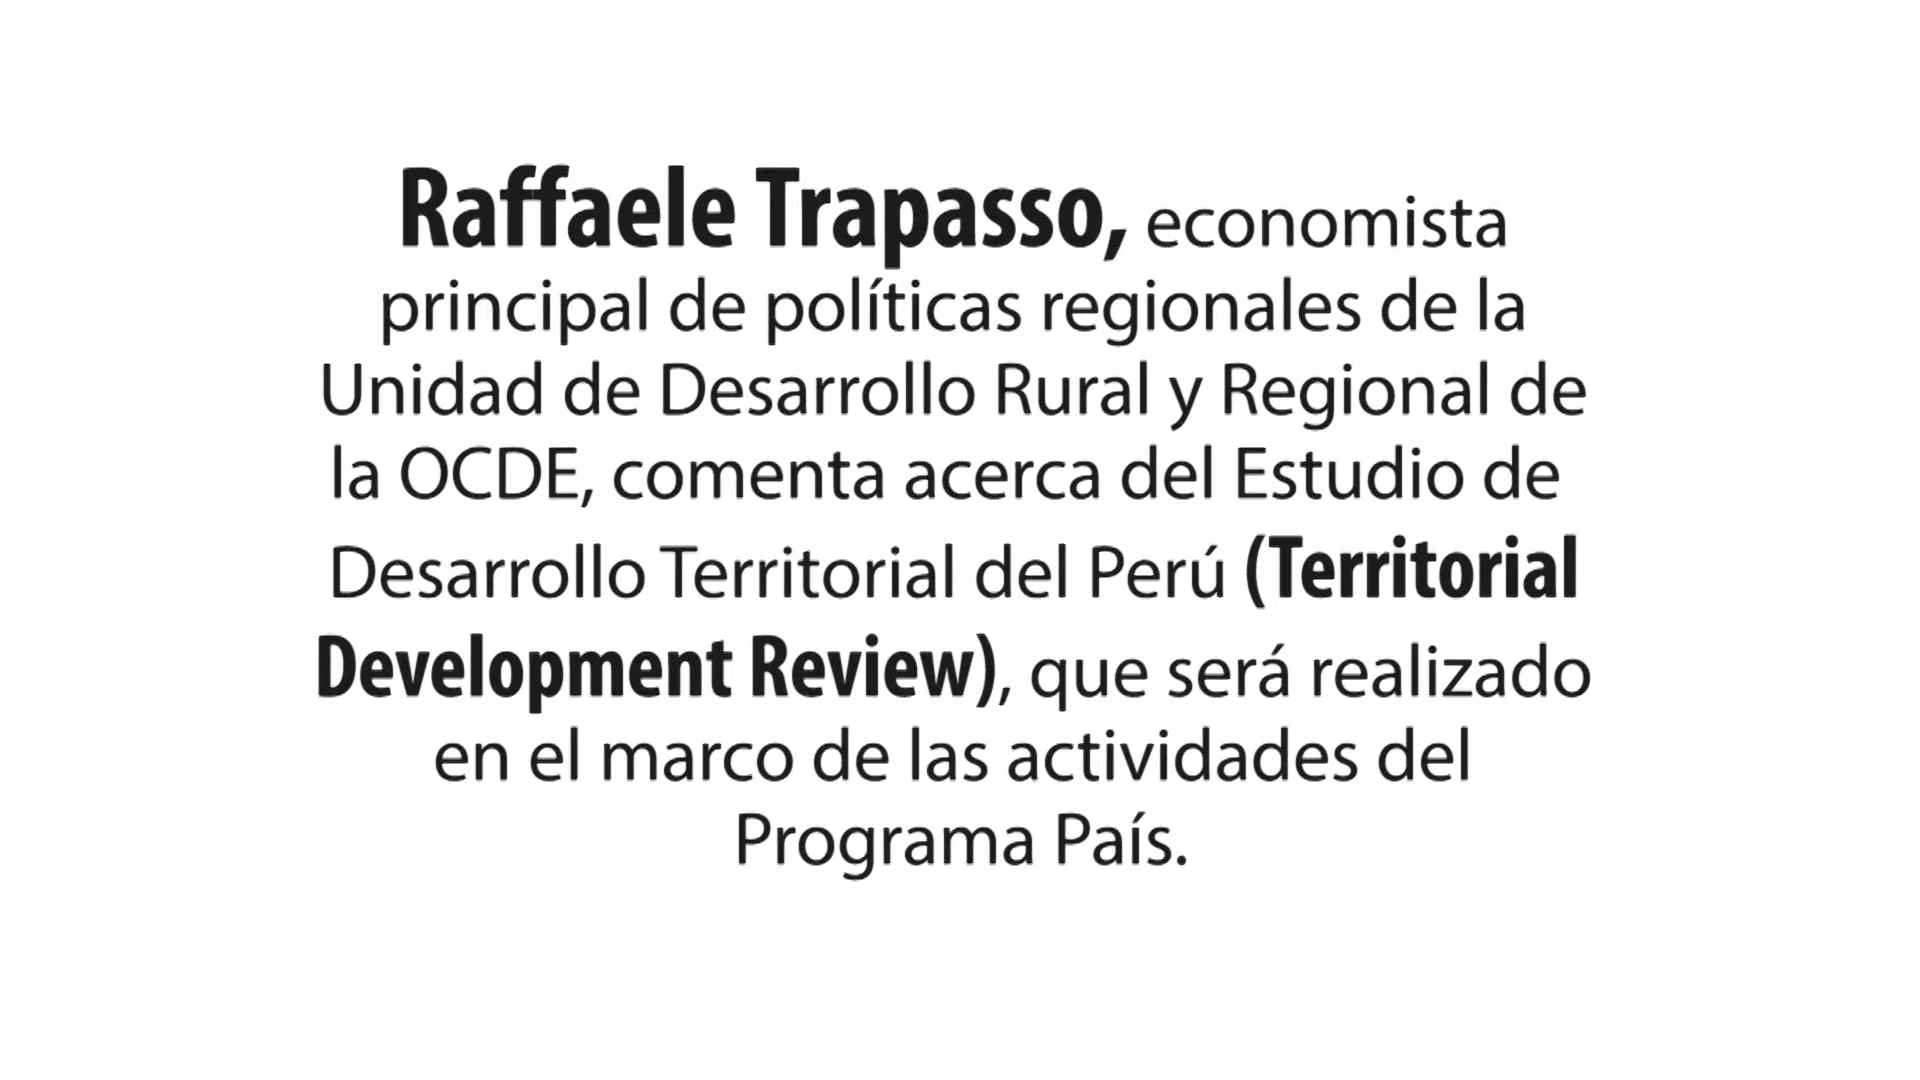 Raffaele Trapasso, economista
principal de políticas regionales de la
Unidad de Desarrollo Rural y Regional de
la OCDE, comenta acerca del Estudio de
Desarrollo Territorial del Perú (Territorial
Development Review), que será realizado
en el marco de las actividades del
Programa País.